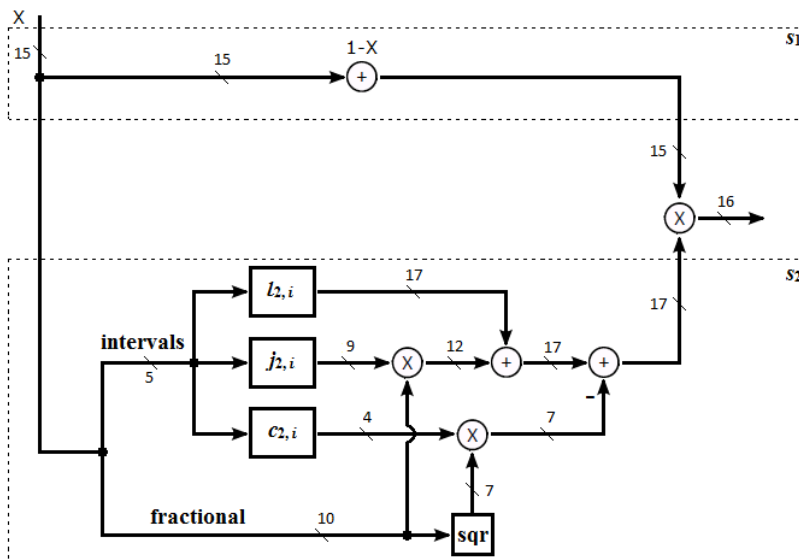 X
s1
15
15
1-X
+
15
X
16
s2
17
l2,i
17
intervals
5
j2,i
9
X
12
+
17
+
-
c2,i
4
X
7
7
fractional
10
sqr